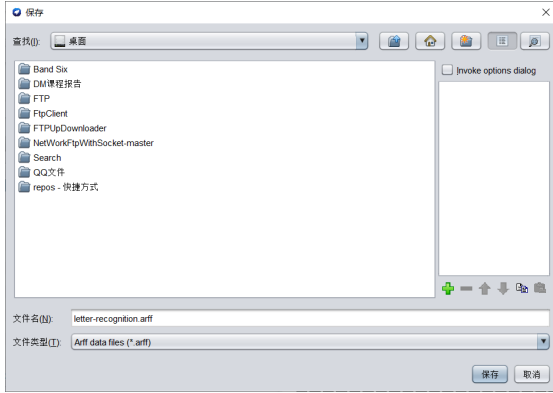 保存
查找(I): 桌面
Invoke options dialog
Band Six
DM课程报告
FTP
FtpClient
FTPUpDownloader
NetWorkFtpWithSocket-master
Search
QQ文件
repos - 快捷方式
文件名(N): letter-recognition.arff
文件类型(T): Arff data files (*.arff)
保存 取消